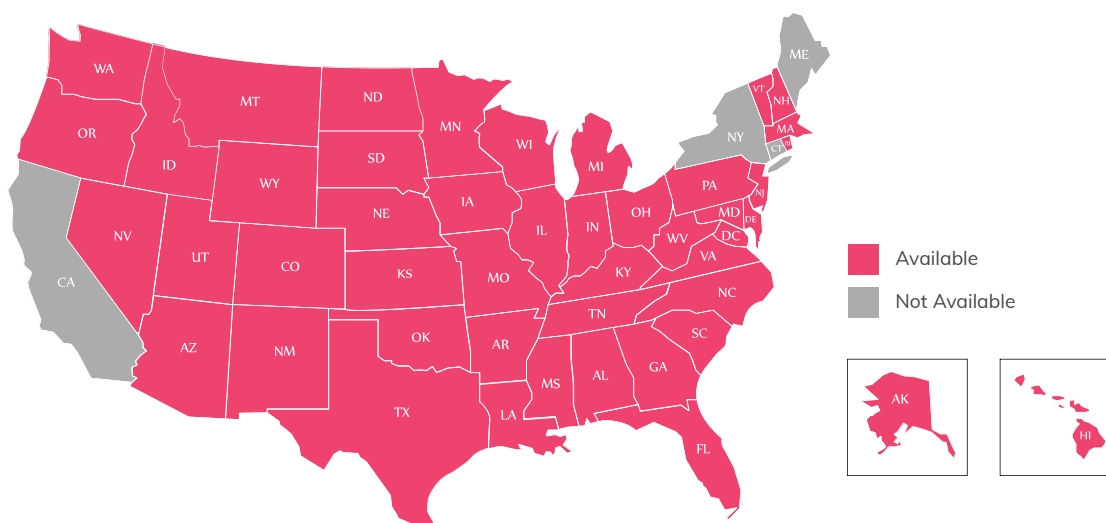 ME
WA
VT
NH
MT
ND
MN
OR
MA
NY
WI
CT
RI
ID
SD
MI
WY
PA
NJ
IA
NE
OH
MD
DE
IL
IN
NV
WV
DC
UT
CO
VA
Available
KS
MO
KY
CA
NC
Not Available
TN
SC
OK
AZ
NM
AR
GA
MS
AL
AK
TX
LA
HI
FL